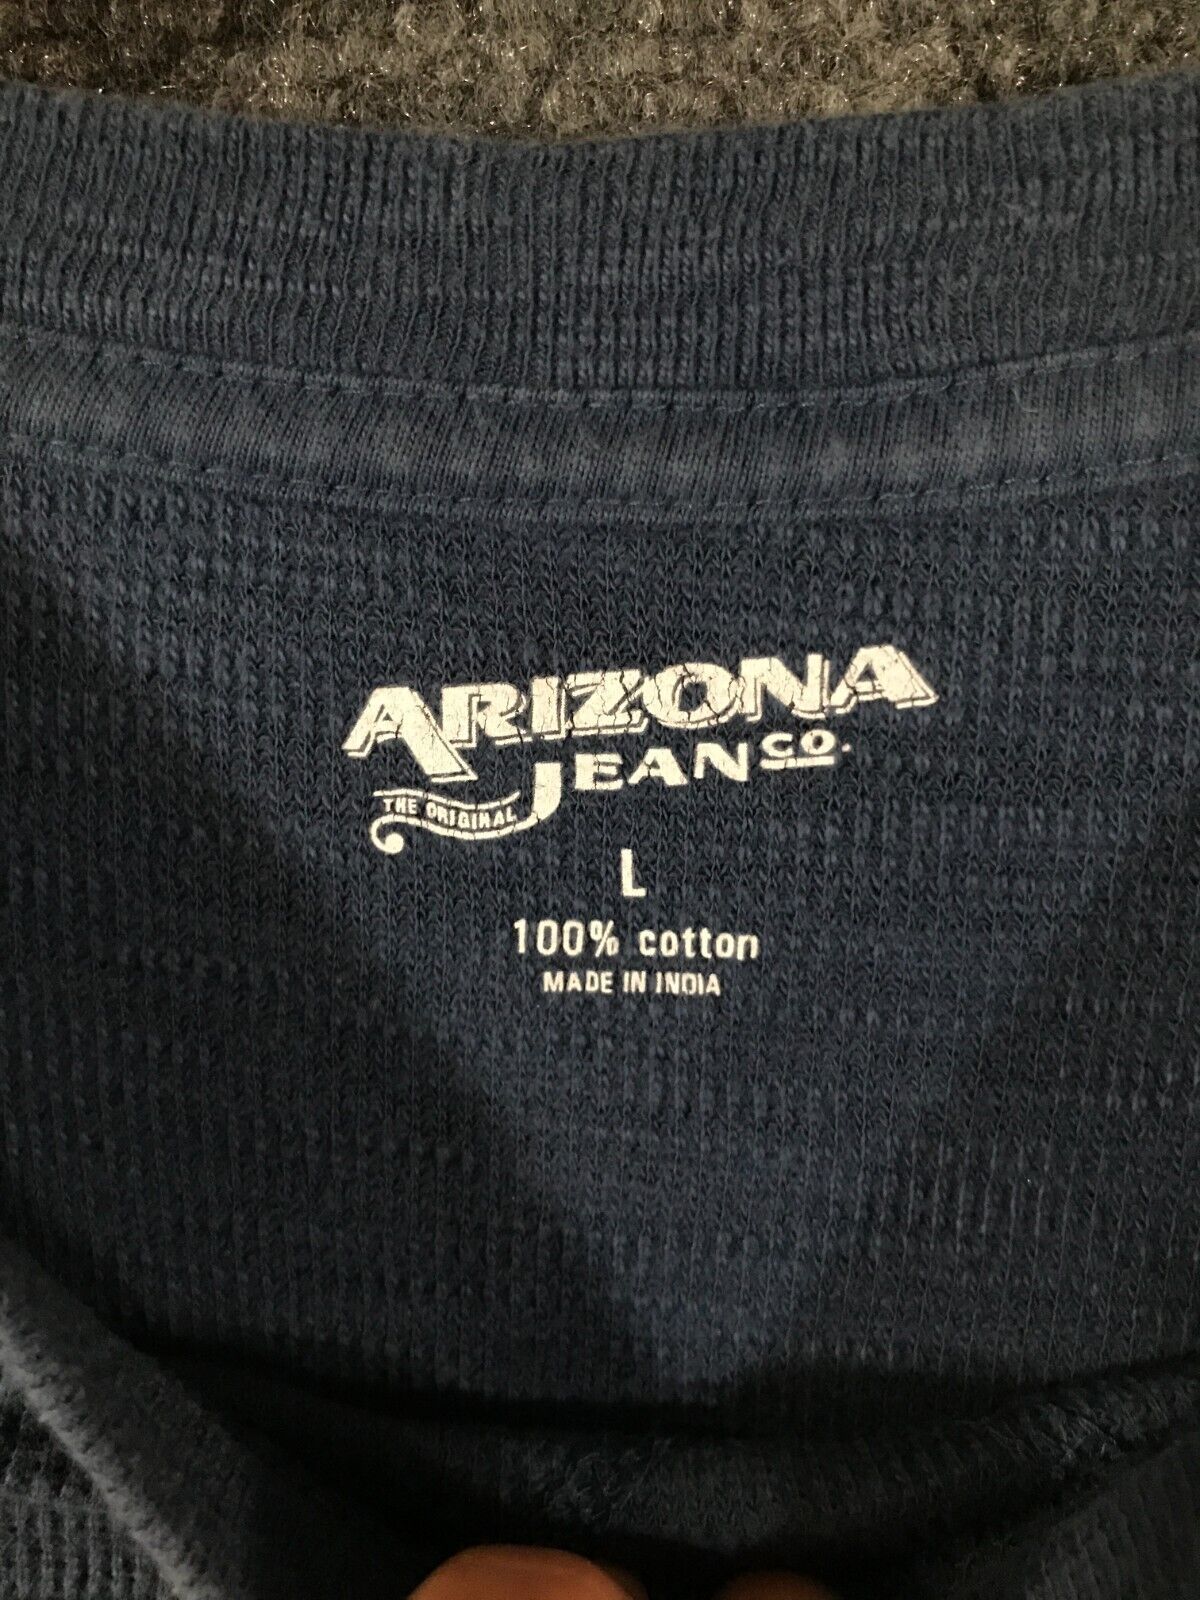 ARIZONA
JEAN CO.
THE ORIGINAL
L
100% cotton
MADE IN INDIA